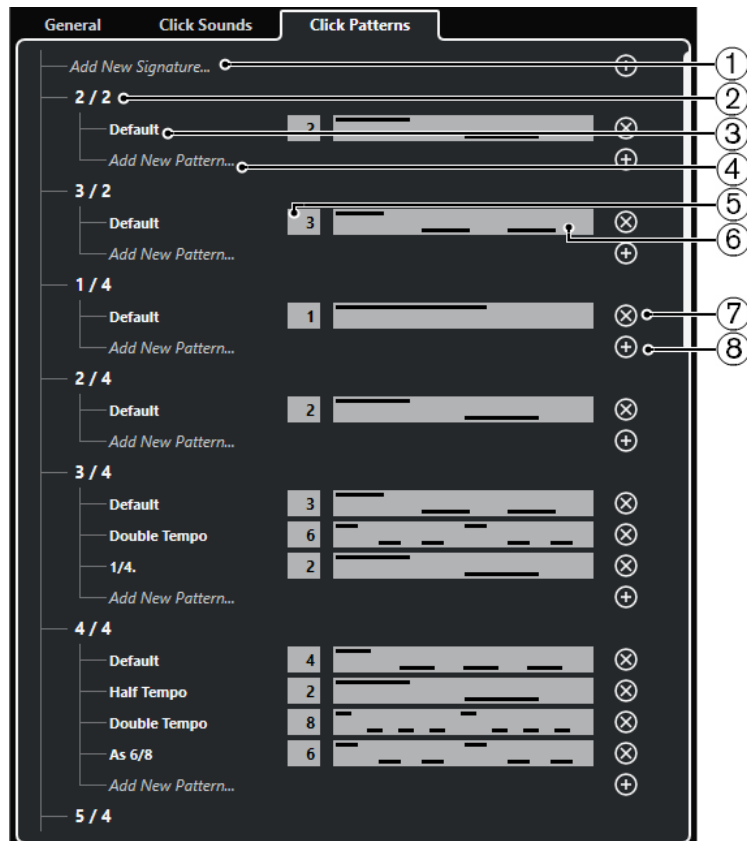 General Click Sounds Click Patterns
Add New Signature... ①
2 / 2 ②
Default 2 ③
Add New Pattern... ④
3 / 2 ⑤
Default 3 ⑥
Add New Pattern...
1 / 4
Default 1 ⑦
Add New Pattern... ⑧
2 / 4
Default 2
Add New Pattern...
3 / 4
Default 3
Double Tempo 6
1/4. 2
Add New Pattern...
4 / 4
Default 4
Half Tempo 2
Double Tempo 8
As 6/8 6
Add New Pattern...
5 / 4